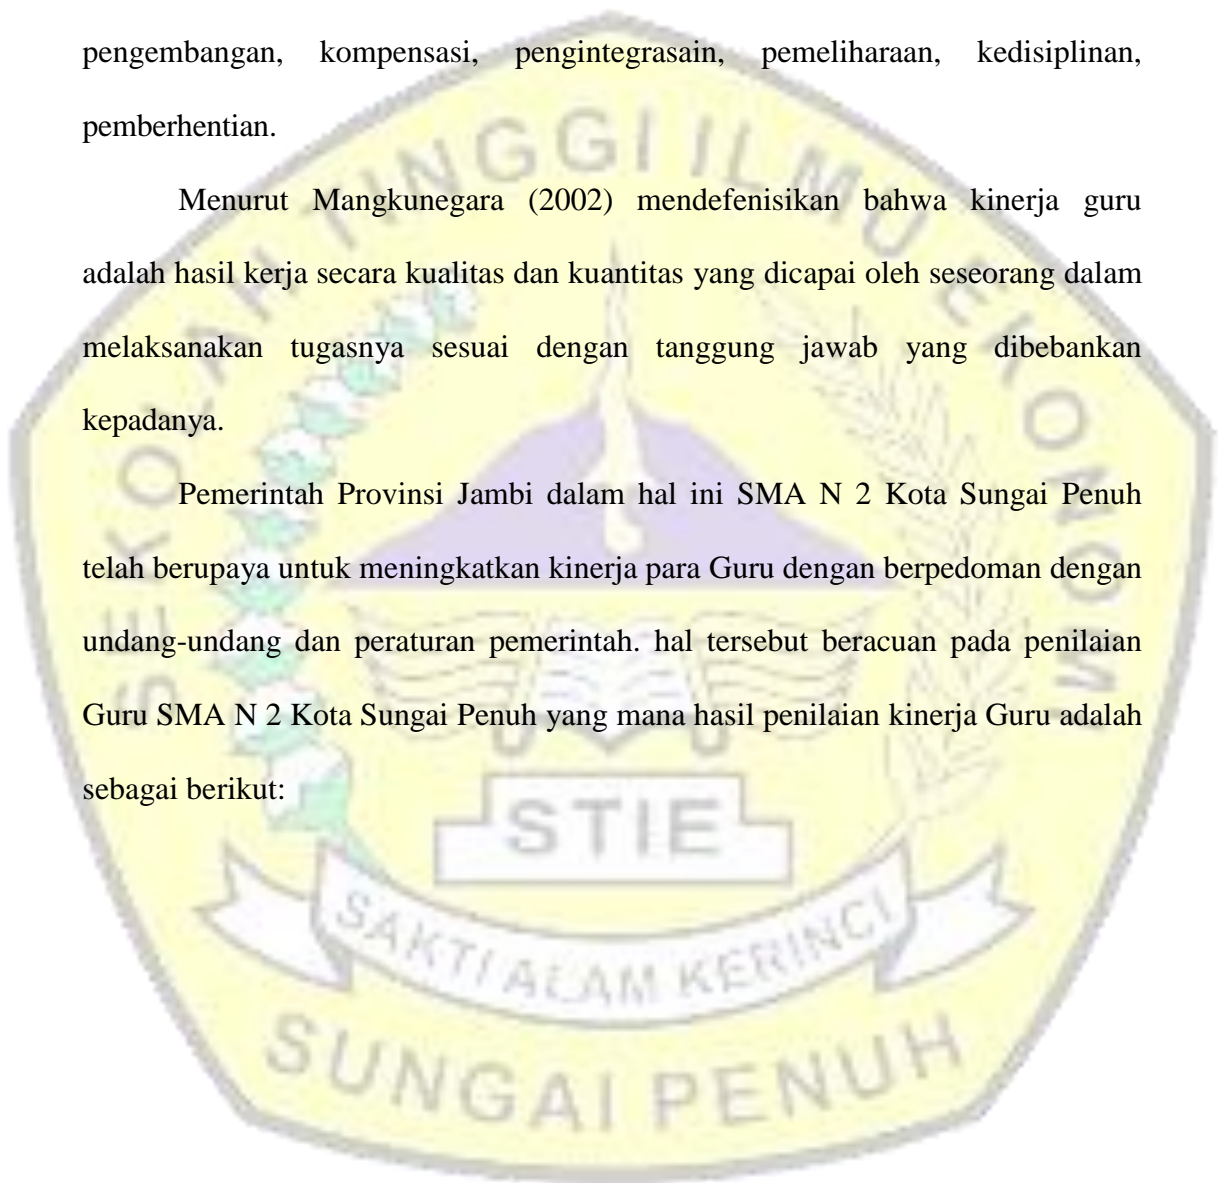 pengembangan, kompensasi, pengintegrasain, pemeliharaan, kedisiplinan,
pemberhentian.
Menurut Mangkunegara (2002) mendefenisikan bahwa kinerja guru
adalah hasil kerja secara kualitas dan kuantitas yang dicapai oleh seseorang dalam
melaksanakan tugasnya sesuai dengan tanggung jawab yang dibebankan
kepadanya.
Pemerintah Provinsi Jambi dalam hal ini SMA N 2 Kota Sungai Penuh
telah berupaya untuk meningkatkan kinerja para Guru dengan berpedoman dengan
undang-undang dan peraturan pemerintah. hal tersebut beracuan pada penilaian
Guru SMA N 2 Kota Sungai Penuh yang mana hasil penilaian kinerja Guru adalah
sebagai berikut:
SEKOLAH TINGGI ILMU EKONOMI
STIE
SAKTI ALAM KERINCI
SUNGAI PENUH